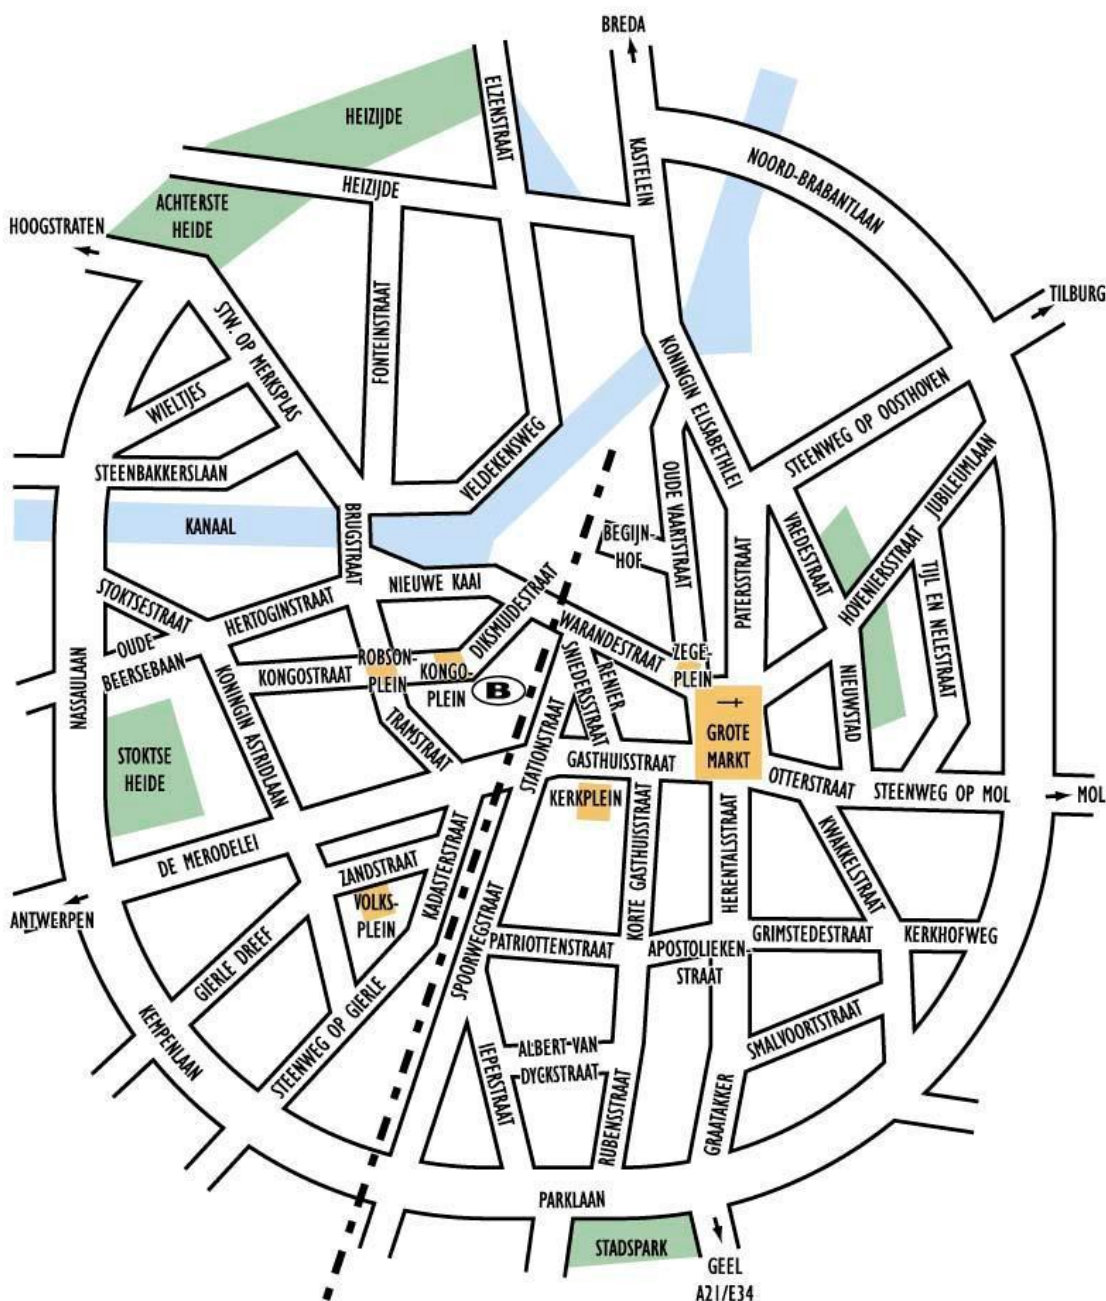 BREDA
HEIZIJDE
ELZENSTRAAT
KASTELEIN
NOORD-BRABANTLAAN
HEIZIJDE
ACHTERSTE
HEIDE
HOOGSTRATEN
TILBURG
STW. OP MERKSPLAS
FONTEINSTRAAT
KONINGIN ELISABETHLEI
STEENWEG OP OOSTHOVEN
WIELTJES
VELDEKENSWEG
JUBILEUMLAAN
STEENBAKKERSLAAN
OUDE VAARTSTRAAT
KANAAL
BRUGSTRAAT
BEGIJN-
HOF
PATERSSTRAAT
VREDESTRAAT
HOVENIERSSTRAAT
TIJL EN NELESTRAAT
NIEUWE KAAI
DIKSMUIDESTRAAT
STOKTSESTRAAT
HERTOGINSTRAAT
WARANDESTRAAT
OUDE
BEERSEBAAN
ROBSON-
PLEIN
KONGO-
PLEIN
ZEGE-
PLEIN
KONGOSTRAAT
B
SNIEDERSSTRAAT
RENIER
NASSAULAAN
KONINGIN ASTRIDLAAN
TRAMSTRAAT
STATIONSTRAAT
NIEUWSTAD
STOKTSE
HEIDE
GASTHUISSTRAAT
GROTE
MARKT
OTTERSTRAAT
STEENWEG OP MOL
MOL
KERKPLEIN
DE MERODELEI
ZANDSTRAAT
KADASTERSTRAAT
KORTE GASTHUISSTRAAT
HERENTALSSTRAAT
KWAKKELSTRAAT
ANTWERPEN
VOLKS-
PLEIN
SPOORWEGSTRAAT
PATRIOTTENSTRAAT
APOSTOLIEKEN-
STRAAT
GRIMSTEDESTRAAT
KERKHOFWEG
GIERLE DREEF
STEENWEG OP GIERLE
KEMPENLAAN
IEPERSTRAAT
ALBERT VAN
DYCKSTRAAT
SMALVOORTSTRAAT
RUBENSSTRAAT
GRAATAKKER
PARKLAAN
STADSPARK
GEEL
A21/E34